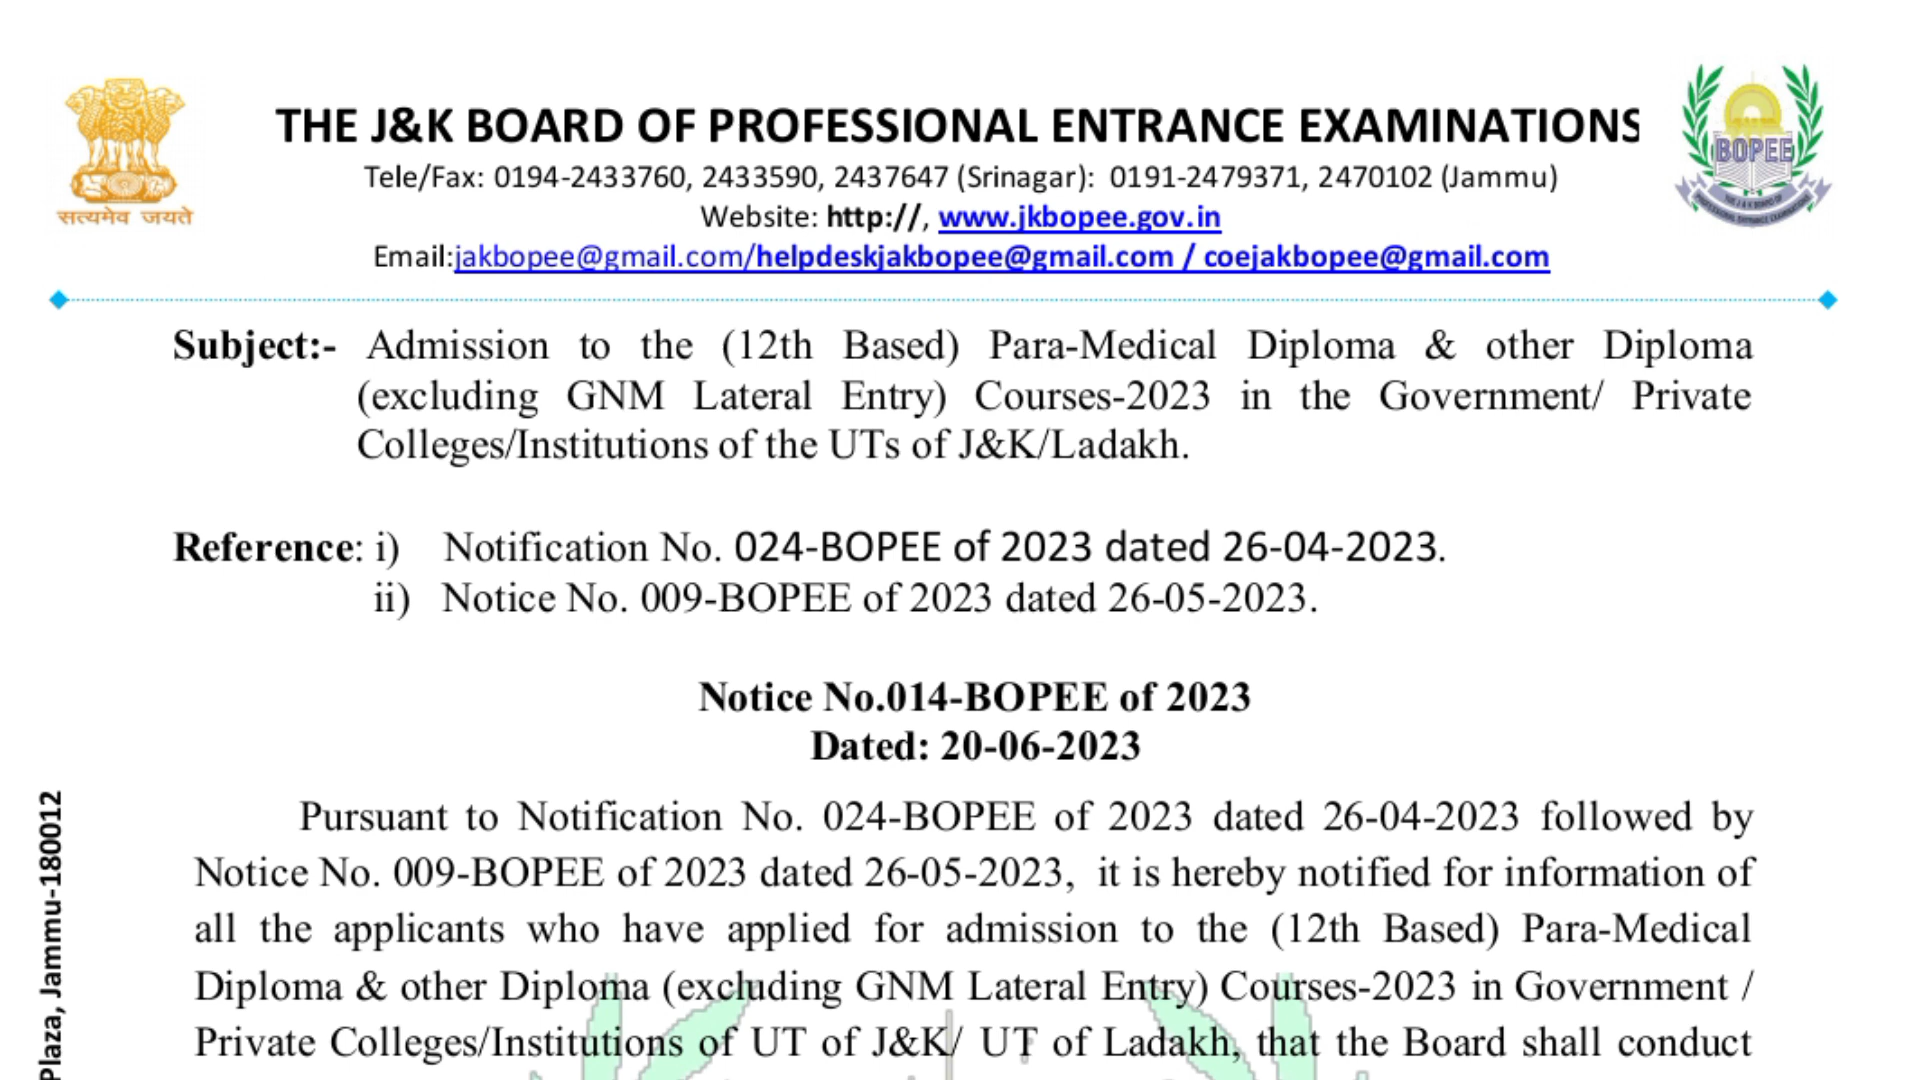 THE J&K BOARD OF PROFESSIONAL ENTRANCE EXAMINATIONS
Tele/Fax: 0194-2433760, 2433590, 2437647 (Srinagar): 0191-2479371, 2470102 (Jammu)
Website: http://, www.jkbopee.gov.in
Email:jakbopee@gmail.com/helpdeskjakbopee@gmail.com / coejakbopee@gmail.com
सत्यमेव जयते
BOPEE
THE J & K BOARD OF
PROFESSIONAL ENTRANCE EXAMINATIONS
Subject:- Admission to the (12th Based) Para-Medical Diploma & other Diploma
(excluding GNM Lateral Entry) Courses-2023 in the Government/ Private
Colleges/Institutions of the UTs of J&K/Ladakh.
Reference: i) Notification No. 024-BOPEE of 2023 dated 26-04-2023.
ii) Notice No. 009-BOPEE of 2023 dated 26-05-2023.
Notice No.014-BOPEE of 2023
Dated: 20-06-2023
Pursuant to Notification No. 024-BOPEE of 2023 dated 26-04-2023 followed by
Notice No. 009-BOPEE of 2023 dated 26-05-2023, it is hereby notified for information of
all the applicants who have applied for admission to the (12th Based) Para-Medical
Diploma & other Diploma (excluding GNM Lateral Entry) Courses-2023 in Government /
Private Colleges/Institutions of UT of J&K/ UT of Ladakh, that the Board shall conduct
Plaza, Jammu-180012